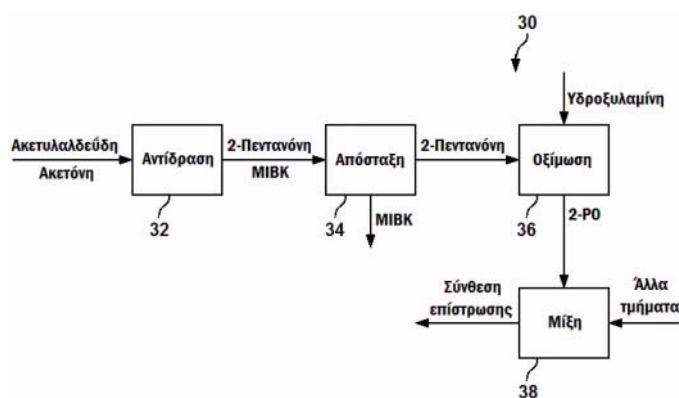 30
Υδροξυλαμίνη
Ακετυλαλδεΰδη
Ακετόνη
Αντίδραση
32
2-Πεντανόνη
MIBK
Απόσταξη
34
MIBK
2-Πεντανόνη
Οξίμωση
36
2-PO
Σύνθεση
επίστρωσης
Μίξη
38
Άλλα
τμήματα